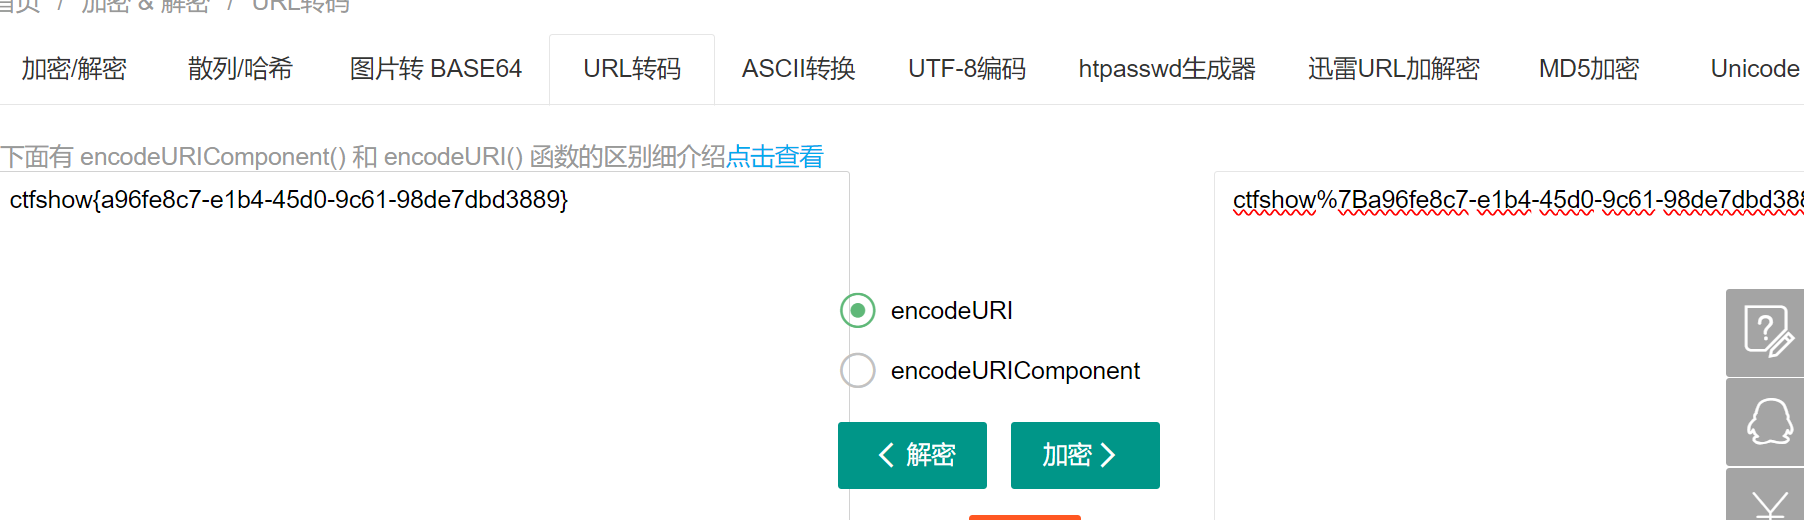 首页 / 加密 & 解密 / URL转码
加密/解密 散列/哈希 图片转 BASE64 URL转码 ASCII转换 UTF-8编码 htpasswd生成器 迅雷URL加解密 MD5加密 Unicode
下面有 encodeURIComponent() 和 encodeURI() 函数的区别细介绍点击查看
ctfshow{a96fe8c7-e1b4-45d0-9c61-98de7dbd3889}
ctfshow%7Ba96fe8c7-e1b4-45d0-9c61-98de7dbd388
encodeURI
encodeURIComponent
解密
加密